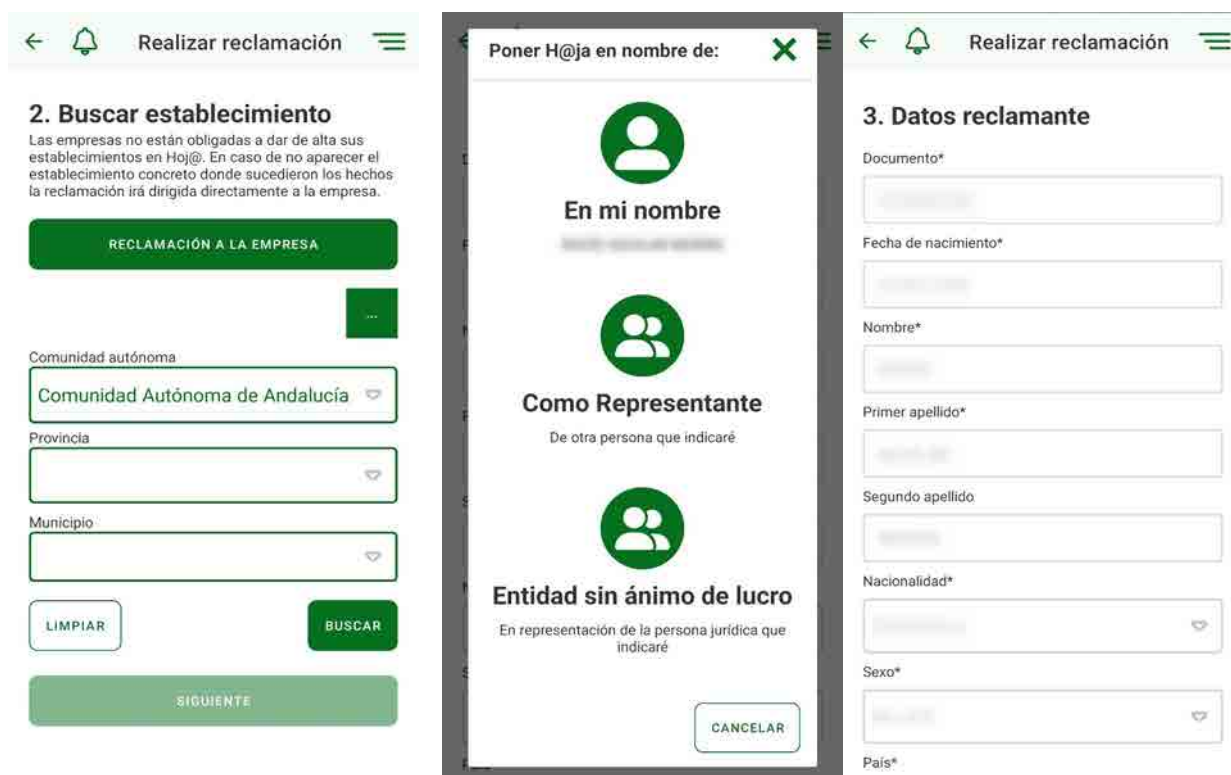 Realizar reclamación
2. Buscar establecimiento
Las empresas no están obligadas a dar de alta sus
establecimientos en Hoj@. En caso de no aparecer el
establecimiento concreto donde sucedieron los hechos
la reclamación irá dirigida directamente a la empresa.
RECLAMACIÓN A LA EMPRESA
...
Comunidad autónoma
Comunidad Autónoma de Andalucía
Provincia
Municipio
LIMPIAR
BUSCAR
SIGUIENTE
Poner H@ja en nombre de:
En mi nombre
Como Representante
De otra persona que indicaré
Entidad sin ánimo de lucro
En representación de la persona jurídica que
indicaré
CANCELAR
Realizar reclamación
3. Datos reclamante
Documento*
Fecha de nacimiento*
Nombre*
Primer apellido*
Segundo apellido
Nacionalidad*
Sexo*
País*